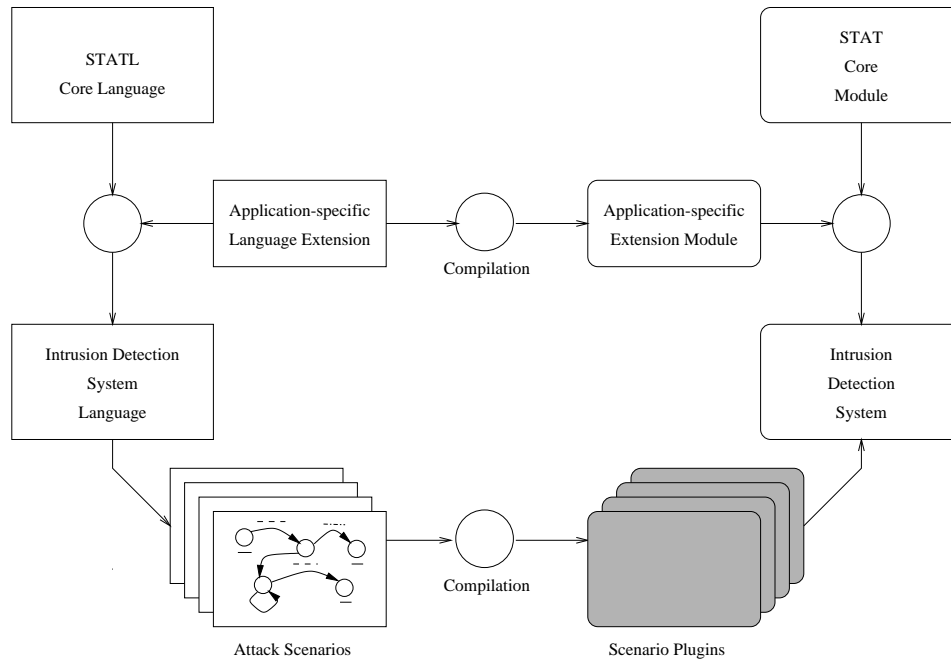 STATL
Core Language
STAT
Core
Module
Application-specific
Language Extension
Compilation
Application-specific
Extension Module
Intrusion Detection
System
Language
Intrusion
Detection
System
Compilation
Attack Scenarios
Scenario Plugins